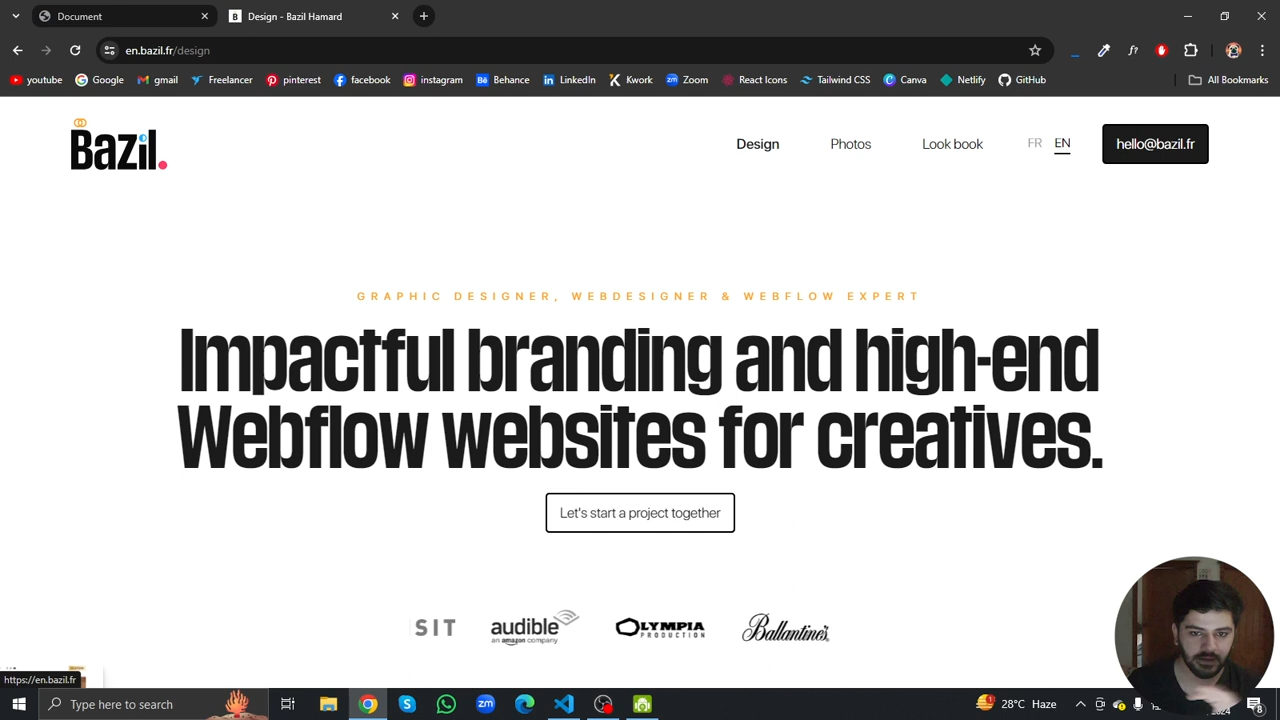 Document
Design - Bazil Hamard
en.bazil.fr/design
youtube
Google
gmail
Freelancer
pinterest
facebook
instagram
Behance
LinkedIn
Kwork
Zoom
React Icons
Tailwind CSS
Canva
Netlify
GitHub
All Bookmarks
Bazil.
Design
Photos
Look book
FR
EN
hello@bazil.fr
GRAPHIC DESIGNER, WEBDESIGNER & WEBFLOW EXPERT
Impactful branding and high-end
Webflow websites for creatives.
Let's start a project together
SIT
audible
an amazon company
OLYMPIA
PRODUCTION
Ballantine's
https://en.bazil.fr
Type here to search
28°C Haze
8